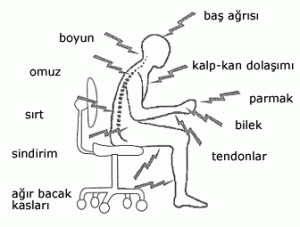 baş ağrısı
boyun
omuz
kalp-kan dolaşımı
parmak
sırt
bilek
sindirim
tendonlar
ağır bacak
kasları